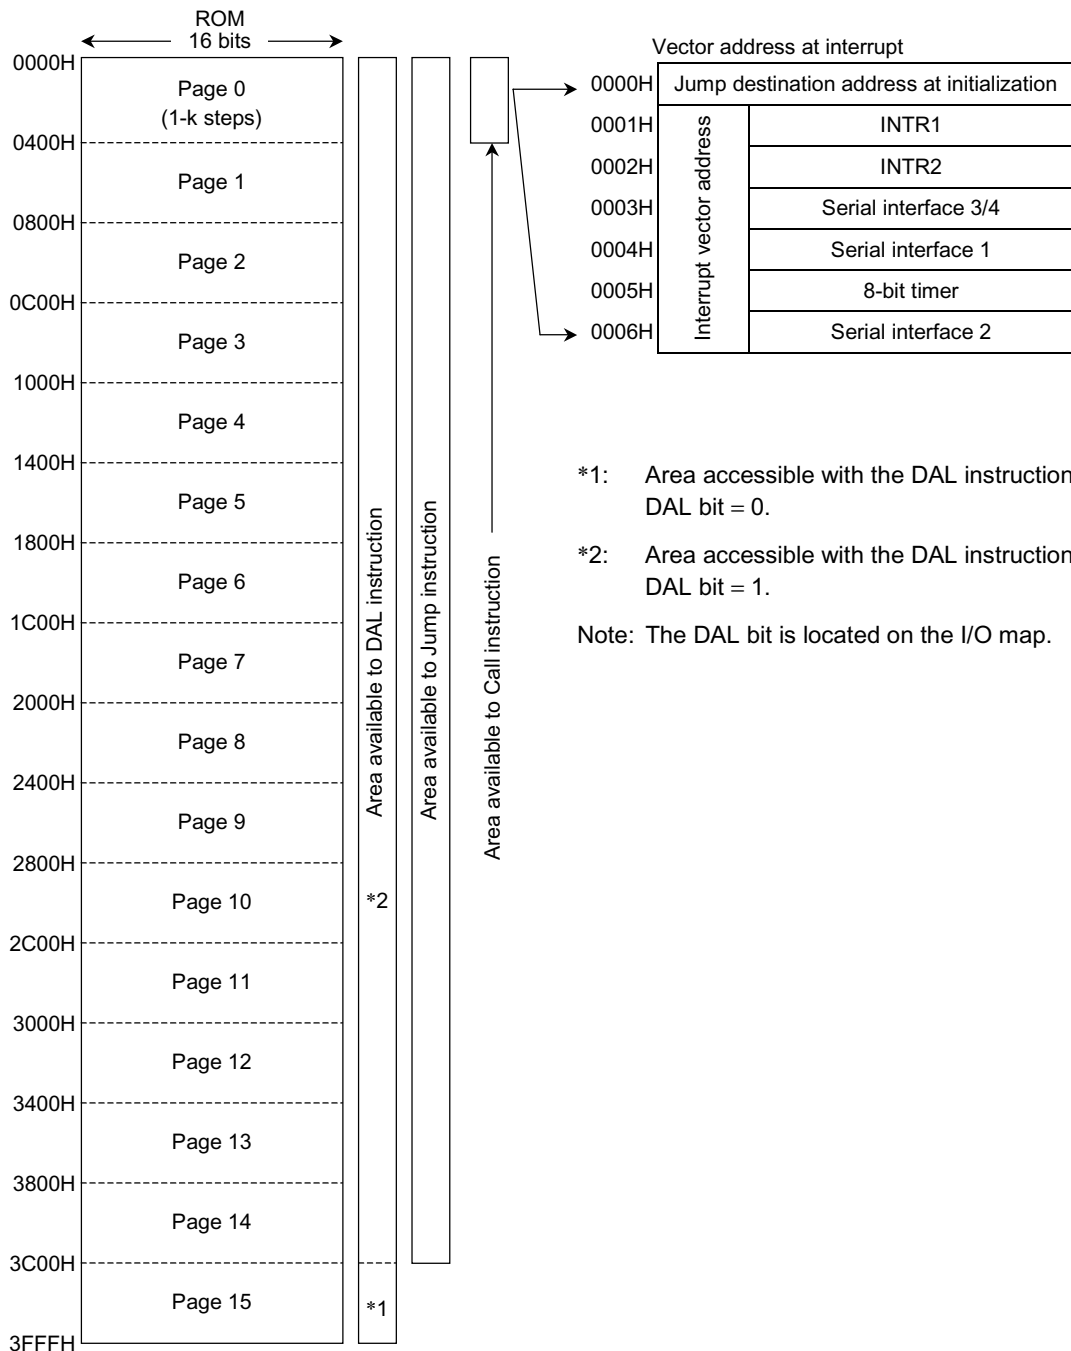 ROM
16 bits
0000H
Page 0
(1-k steps)
0400H
Page 1
0800H
Page 2
0C00H
Page 3
1000H
Page 4
1400H
Page 5
1800H
Page 6
1C00H
Page 7
2000H
Page 8
2400H
Page 9
2800H
Page 10
2C00H
Page 11
3000H
Page 12
3400H
Page 13
3800H
Page 14
3C00H
Page 15
3FFFH
Area available to DAL instruction
*2
*1
Area available to Jump instruction
Area available to Call instruction
Vector address at interrupt
0000H Jump destination address at initialization
Interrupt vector address
0001H INTR1
0002H INTR2
0003H Serial interface 3/4
0004H Serial interface 1
0005H 8-bit timer
0006H Serial interface 2
*1: Area accessible with the DAL instruction
DAL bit = 0.
*2: Area accessible with the DAL instruction
DAL bit = 1.
Note: The DAL bit is located on the I/O map.